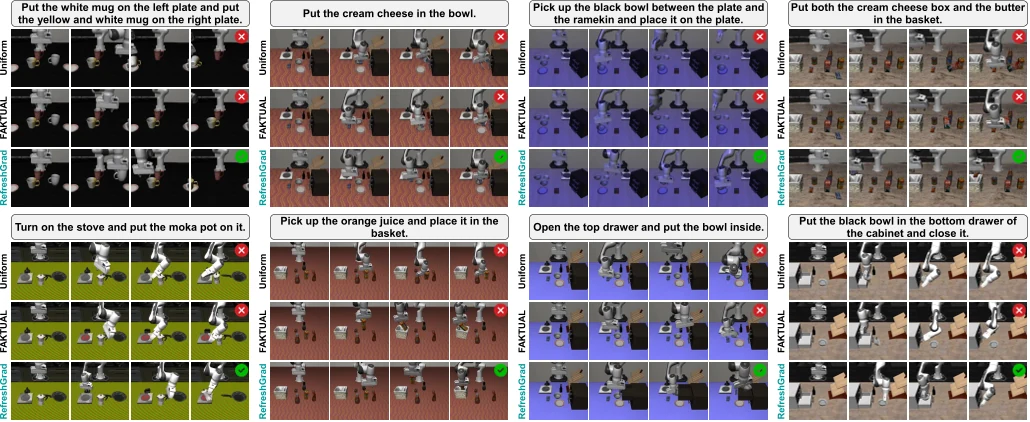 Put the white mug on the left plate and put
the yellow and white mug on the right plate.
Uniform
FAKTUAL
RefreshGrad
Put the cream cheese in the bowl.
Uniform
FAKTUAL
RefreshGrad
Pick up the black bowl between the plate and
the ramekin and place it on the plate.
Uniform
FAKTUAL
RefreshGrad
Put both the cream cheese box and the butter
in the basket.
Uniform
FAKTUAL
RefreshGrad
Turn on the stove and put the moka pot on it.
Uniform
FAKTUAL
RefreshGrad
Pick up the orange juice and place it in the
basket.
Uniform
FAKTUAL
RefreshGrad
Open the top drawer and put the bowl inside.
Uniform
FAKTUAL
RefreshGrad
Put the black bowl in the bottom drawer of
the cabinet and close it.
Uniform
FAKTUAL
RefreshGrad